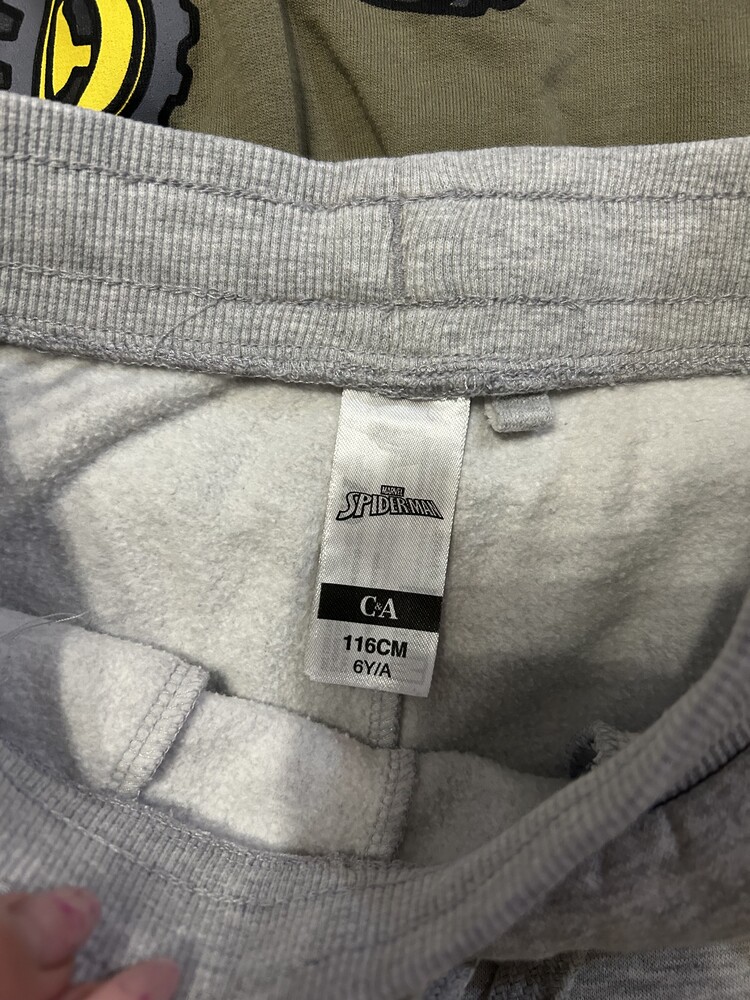 MARVEL
SPIDER-MAN
C&A
116CM
6Y/A